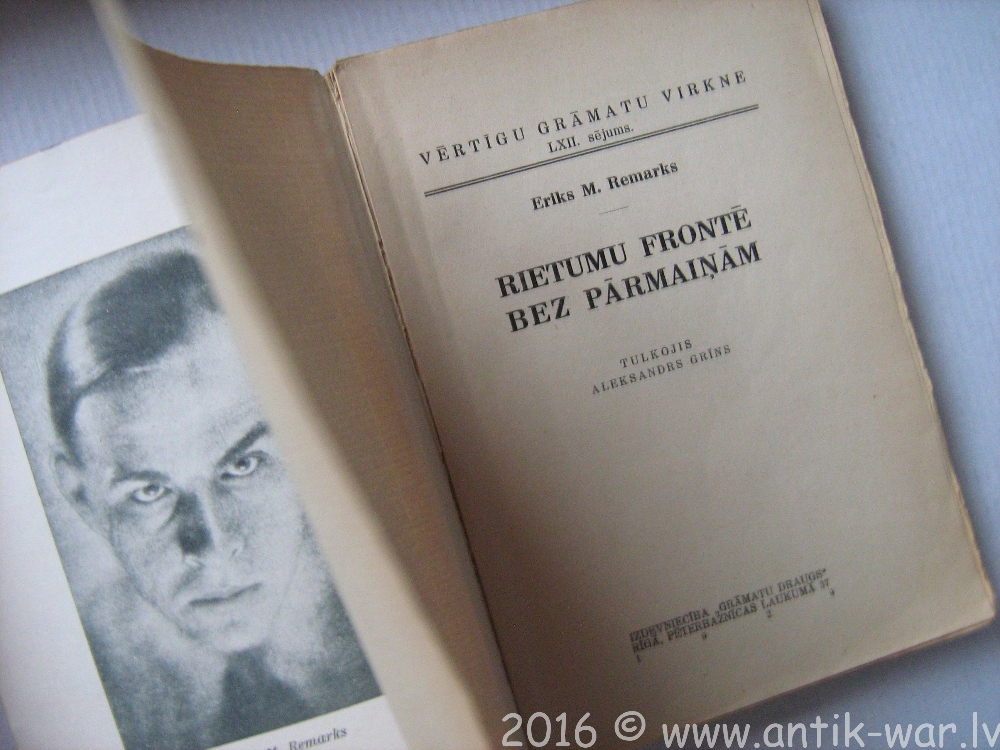 VĒRTĪGU GRĀMATU VIRKNE
LXII. sējums.
Eriks M. Remarks
RIETUMU FRONTĒ
BEZ PĀRMAIŅĀM
TULKOJIS
ALEKSANDRS GRĪNS
IZDEVNIECĪBA „GRĀMATU DRAUGS“
RĪGĀ, PĒTERBAZNĪCAS LAUKUMĀ 37
1 9 2 9
M. Remarks
2016 © www.antik-war.lv